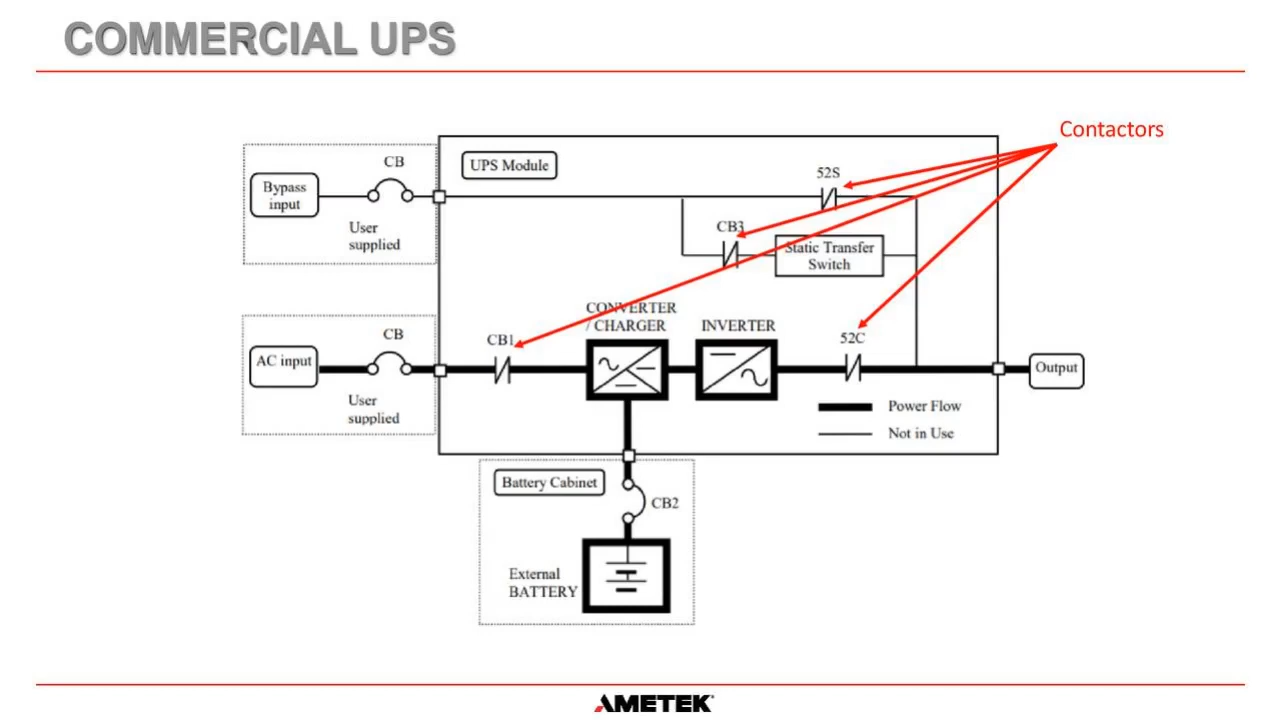 COMMERCIAL UPS
Contactors
CB
UPS Module
Bypass
input
52S
User
supplied
CB3
Static Transfer
Switch
CONVERTER
/ CHARGER
INVERTER
CB
CB1
52C
AC input
Output
User
supplied
Power Flow
Not in Use
Battery Cabinet
CB2
External
BATTERY
AMETEK